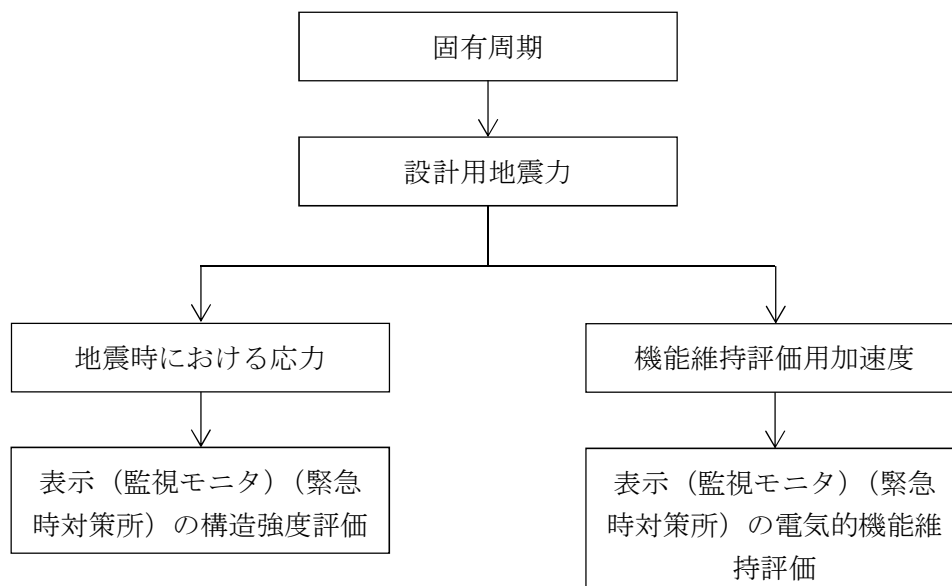 固有周期
設計用地震力
地震時における応力
機能維持評価用加速度
表示（監視モニタ）（緊急
時対策所）の構造強度評価
表示（監視モニタ）（緊急
時対策所）の電気的機能維
持評価